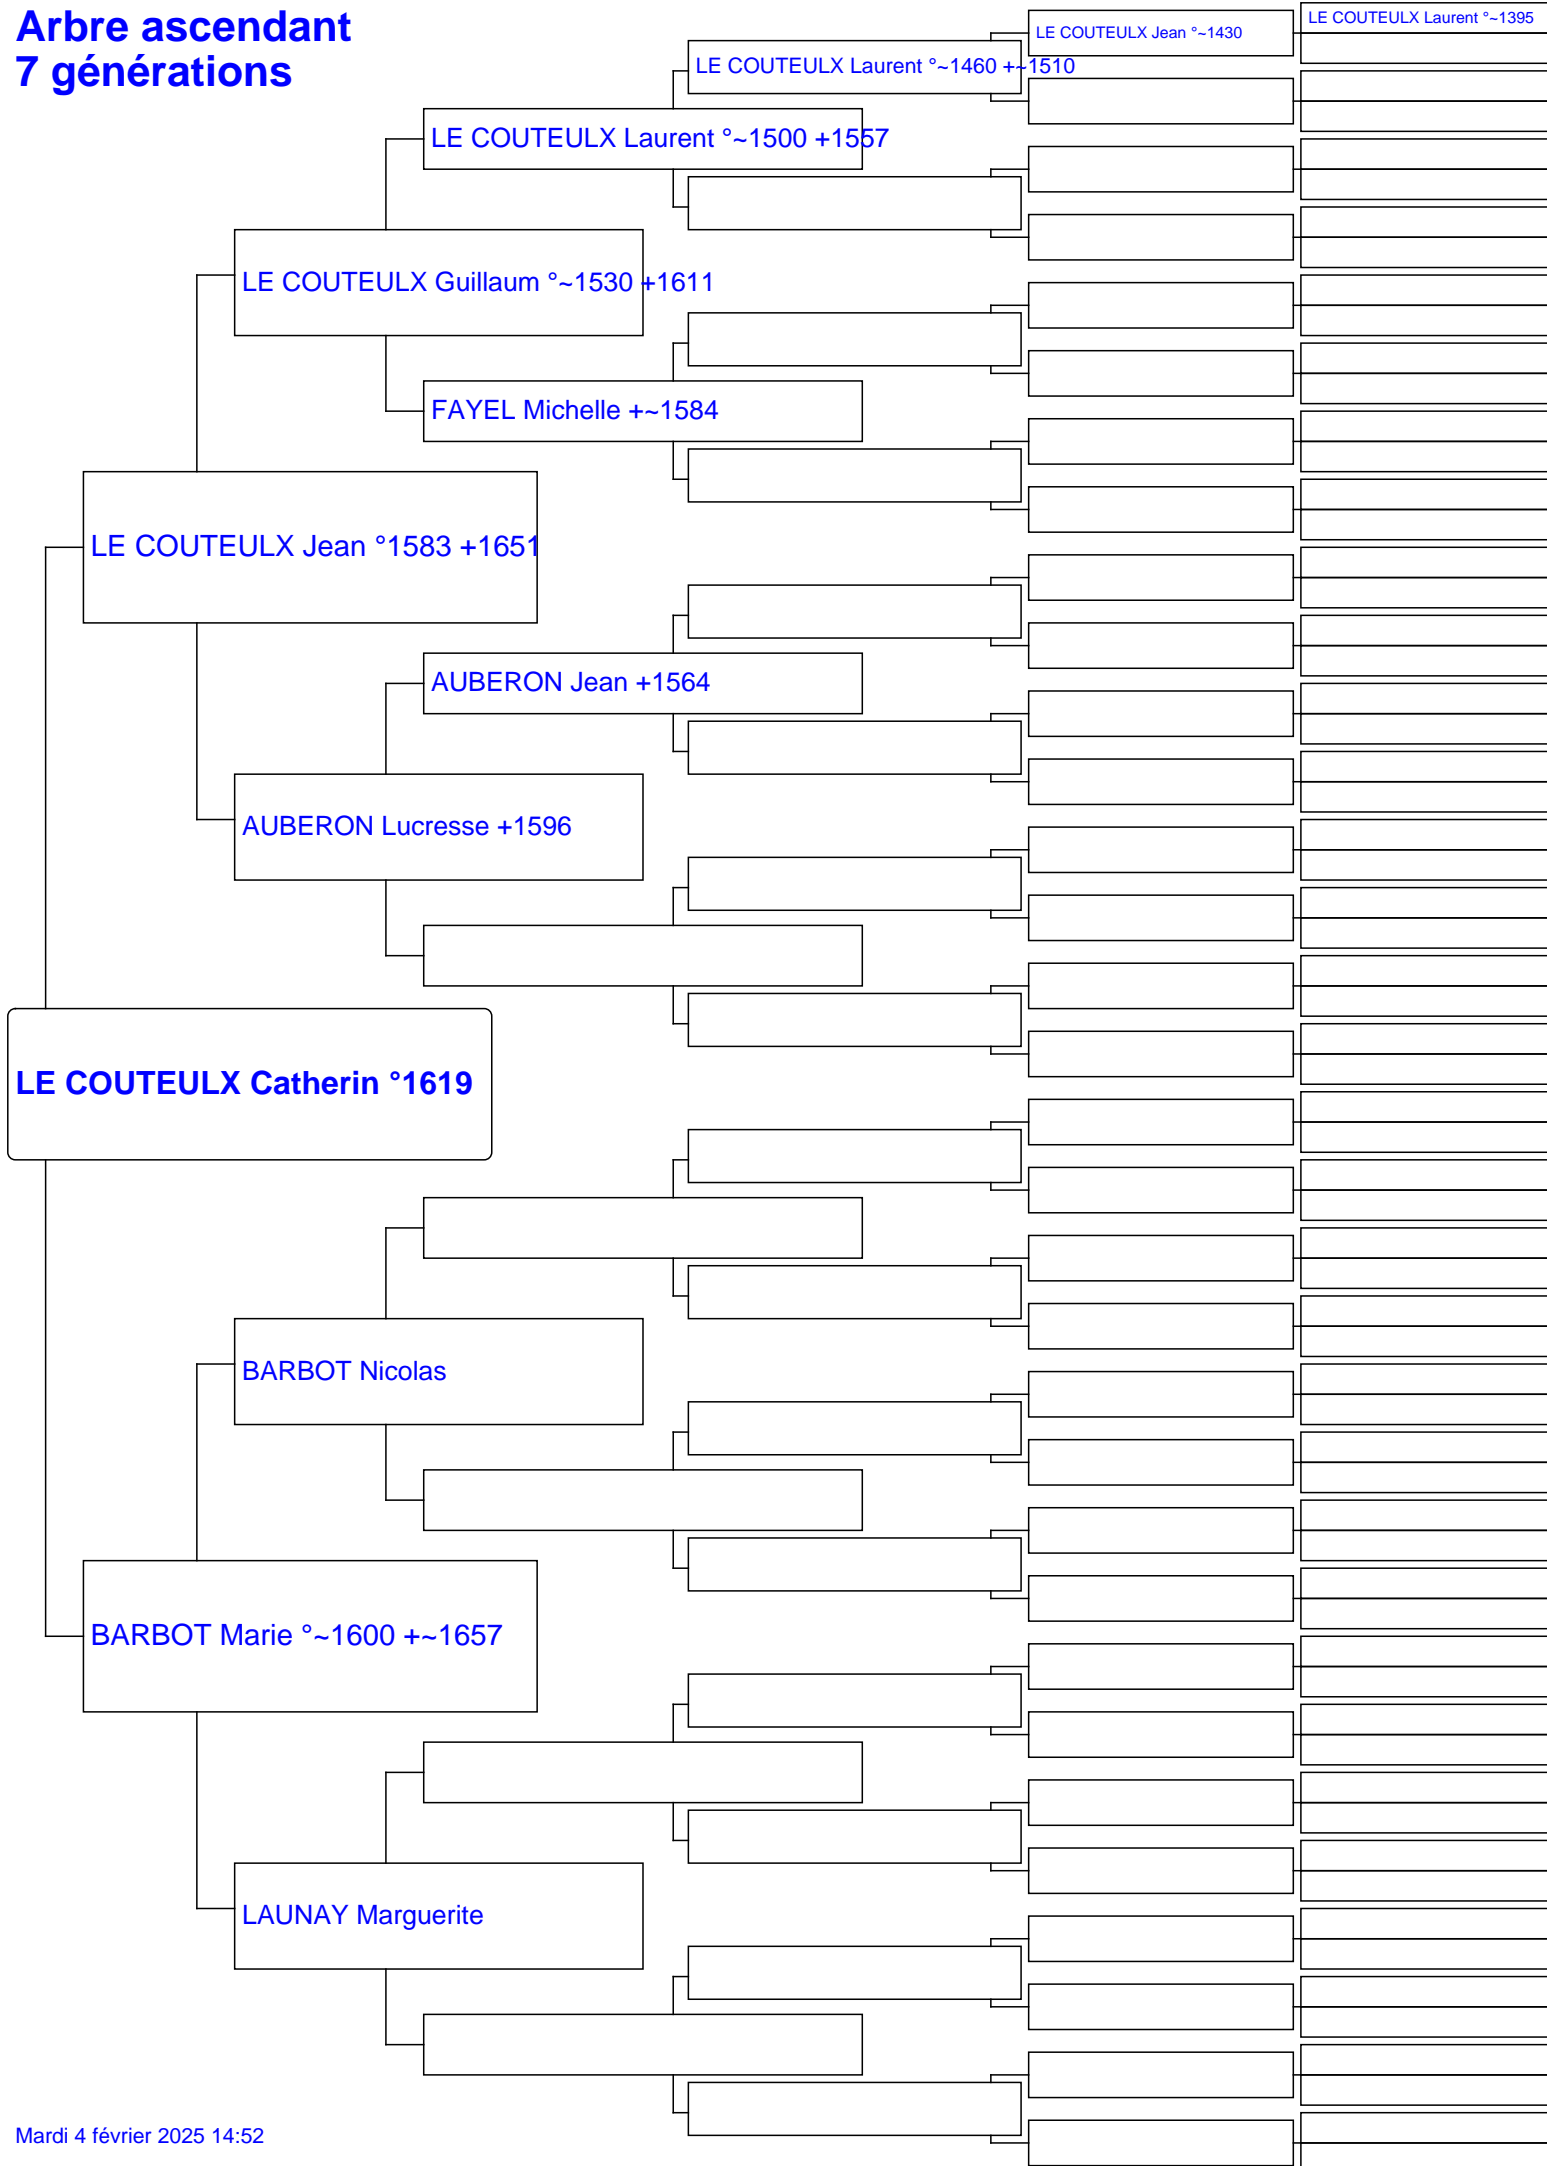 Arbre ascendant
7 générations
LE COUTEULX Laurent °~1395
LE COUTEULX Jean °~1430
LE COUTEULX Laurent °~1460 +~1510
LE COUTEULX Laurent °~1500 +1557
LE COUTEULX Guillaum °~1530 +1611
FAYEL Michelle +~1584
LE COUTEULX Jean °1583 +1651
AUBERON Jean +1564
AUBERON Lucresse +1596
LE COUTEULX Catherin °1619
BARBOT Nicolas
BARBOT Marie °~1600 +~1657
LAUNAY Marguerite
Mardi 4 février 2025 14:52